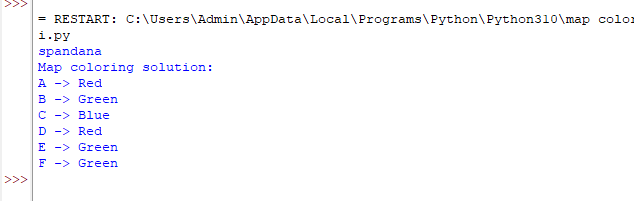 >>>
= RESTART: C:\Users\Admin\AppData\Local\Programs\Python\Python310\map color
i.py
spandana
Map coloring solution:
A -> Red
B -> Green
C -> Blue
D -> Red
E -> Green
F -> Green
>>>